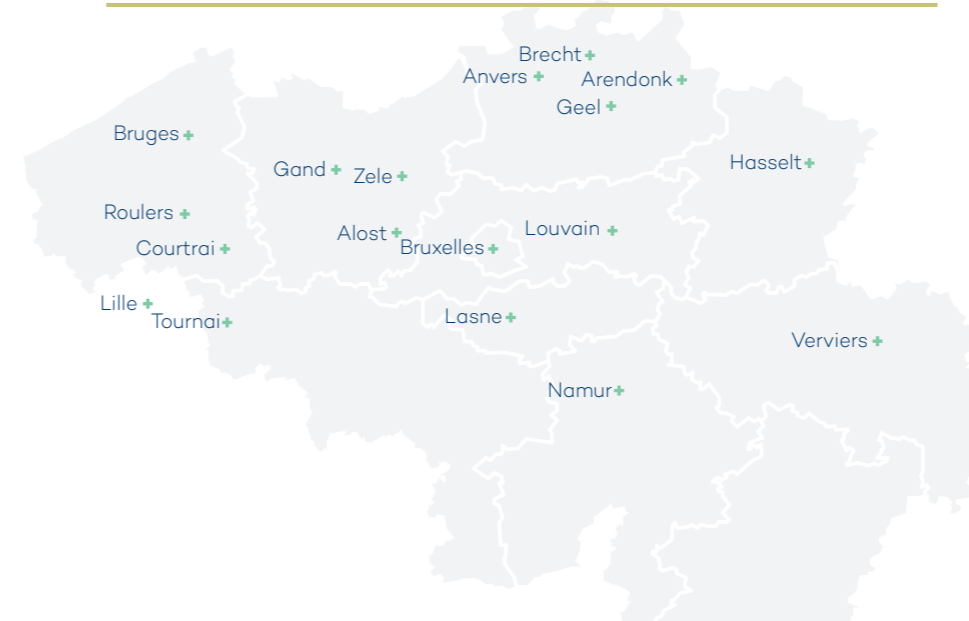 Brecht
Anvers
Arendonk
Geel
Bruges
Hasselt
Gand
Zele
Roulers
Alost
Louvain
Courtrai
Bruxelles
Lille
Tournai
Lasne
Verviers
Namur